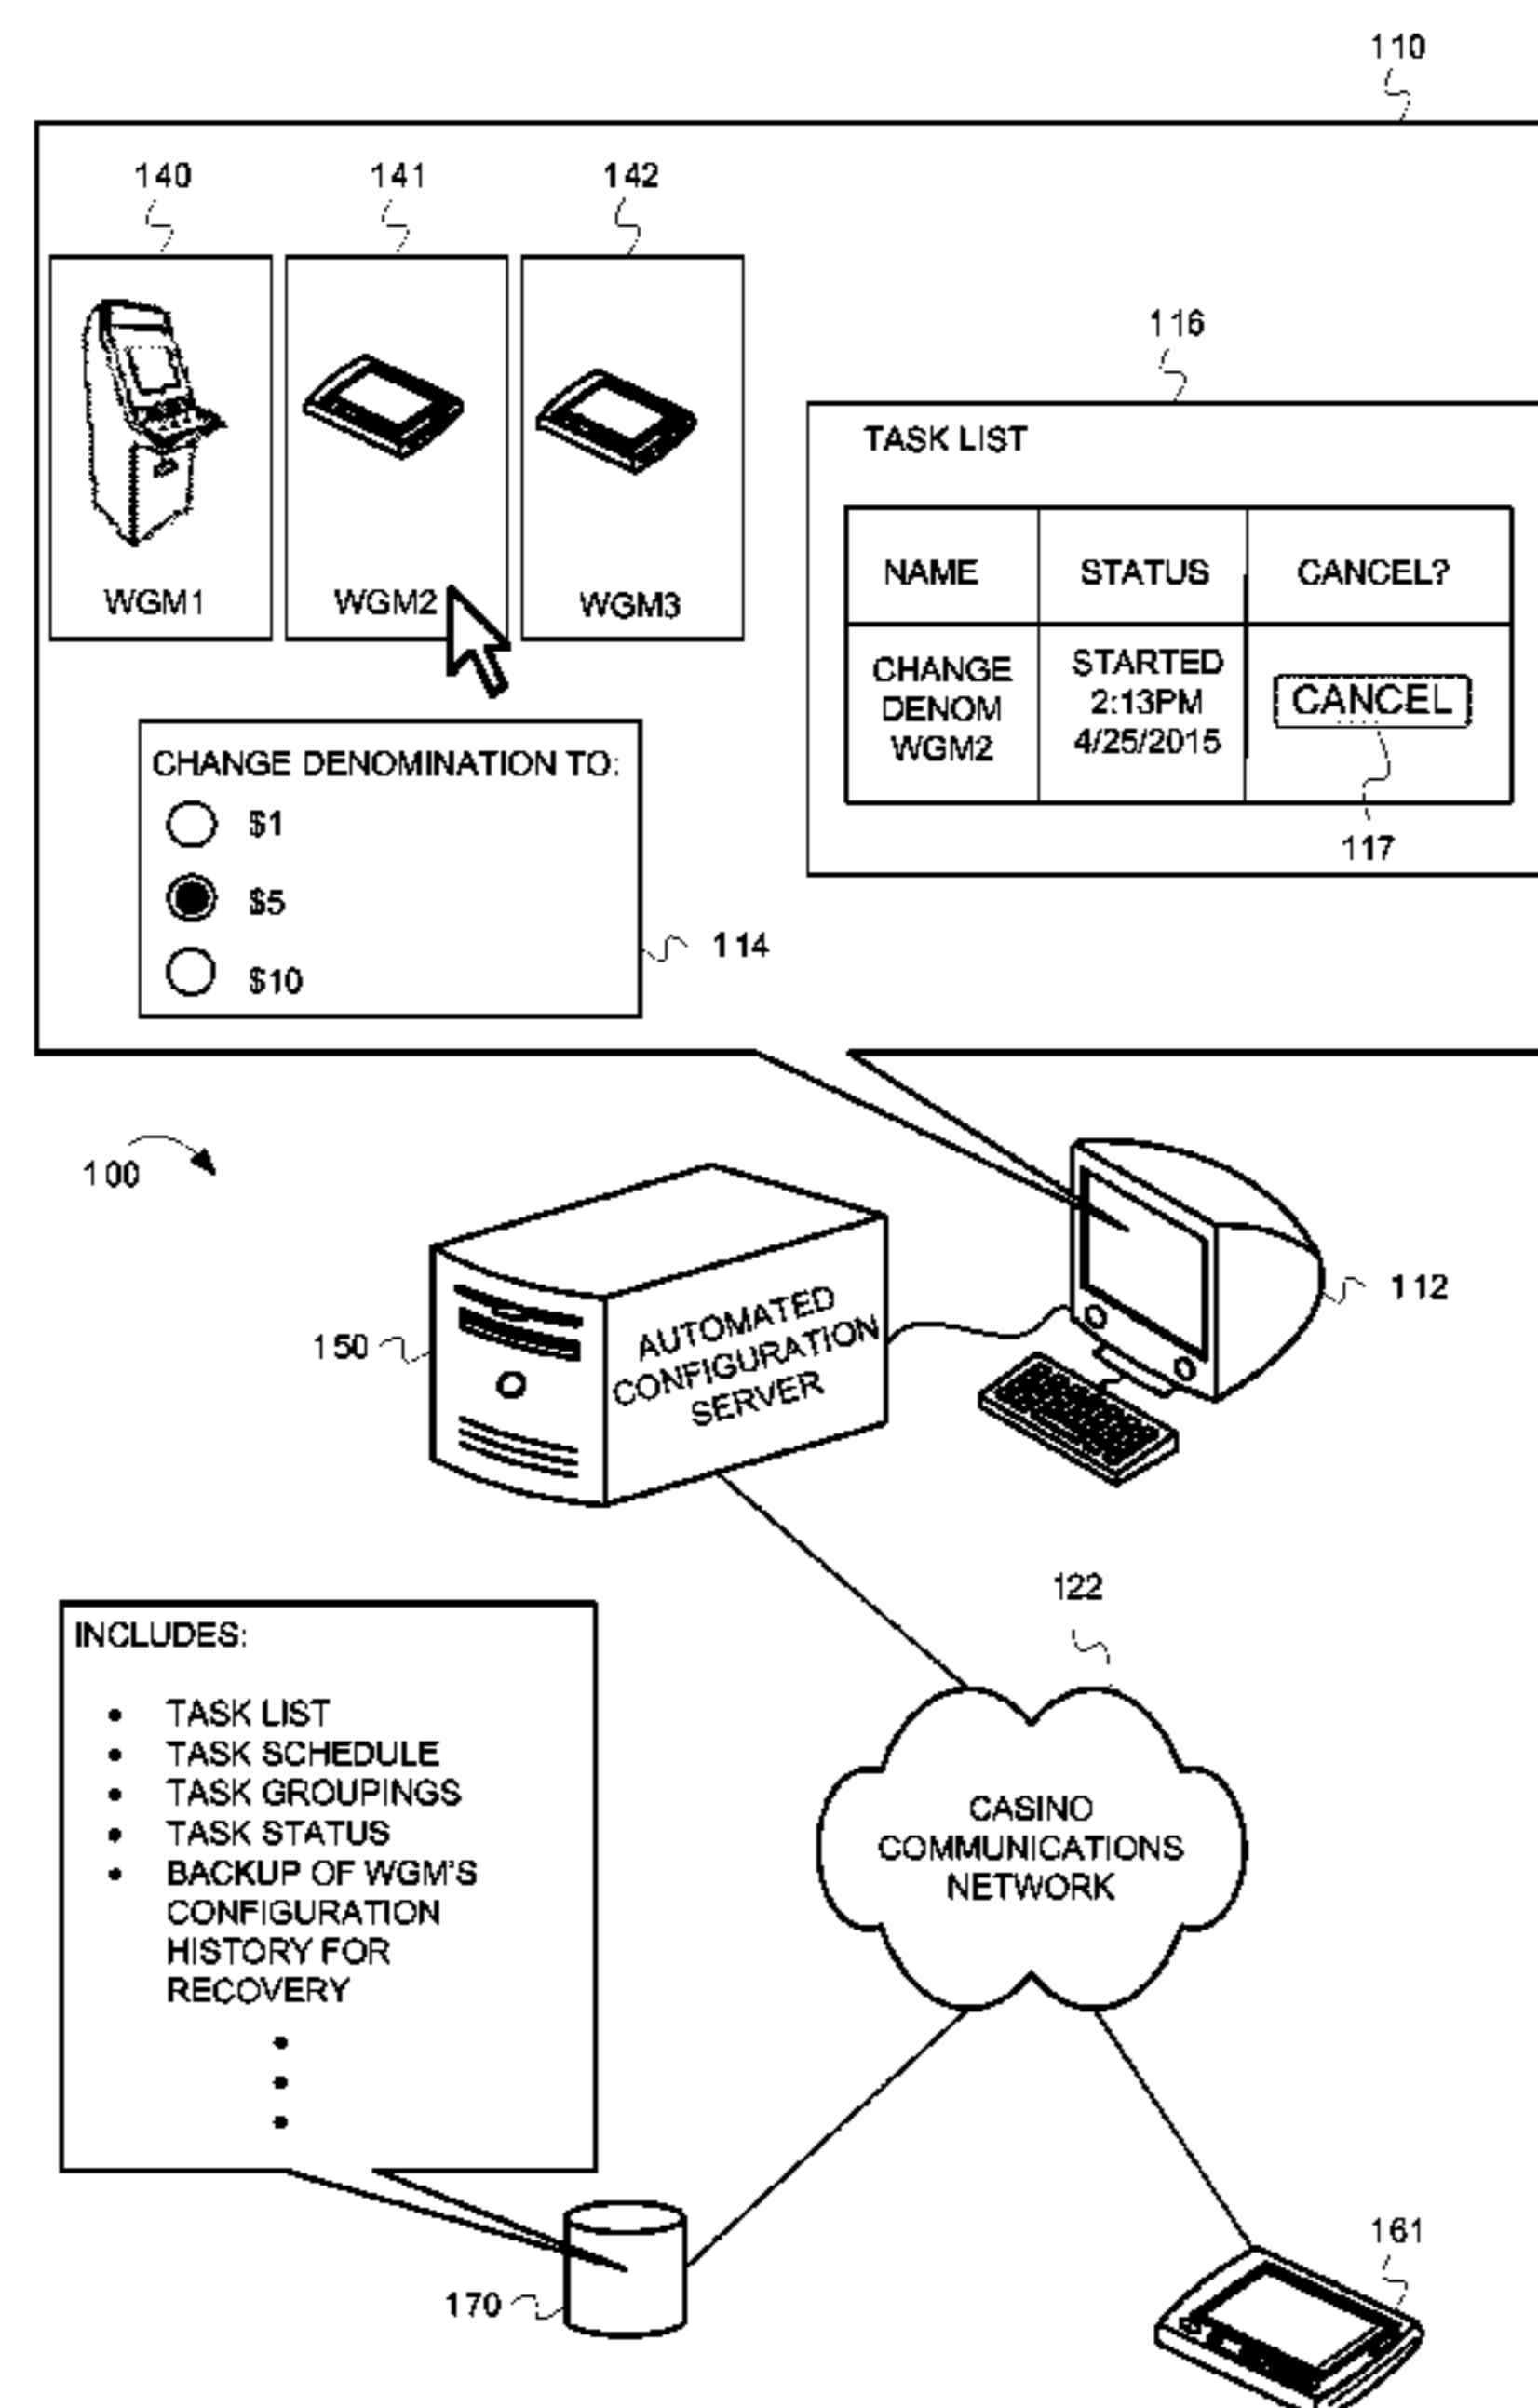 110
140
141
142
WGM1
WGM2
WGM3
116
TASK LIST
NAME
STATUS
CANCEL?
CHANGE
DENOM
WGM2
STARTED
2:13PM
4/25/2015
CANCEL
117
CHANGE DENOMINATION TO:
$1
$5
$10
114
100
150
AUTOMATED
CONFIGURATION
SERVER
112
122
CASINO
COMMUNICATIONS
NETWORK
INCLUDES:
• TASK LIST
• TASK SCHEDULE
• TASK GROUPINGS
• TASK STATUS
• BACKUP OF WGM'S
CONFIGURATION
HISTORY FOR
RECOVERY
170
161